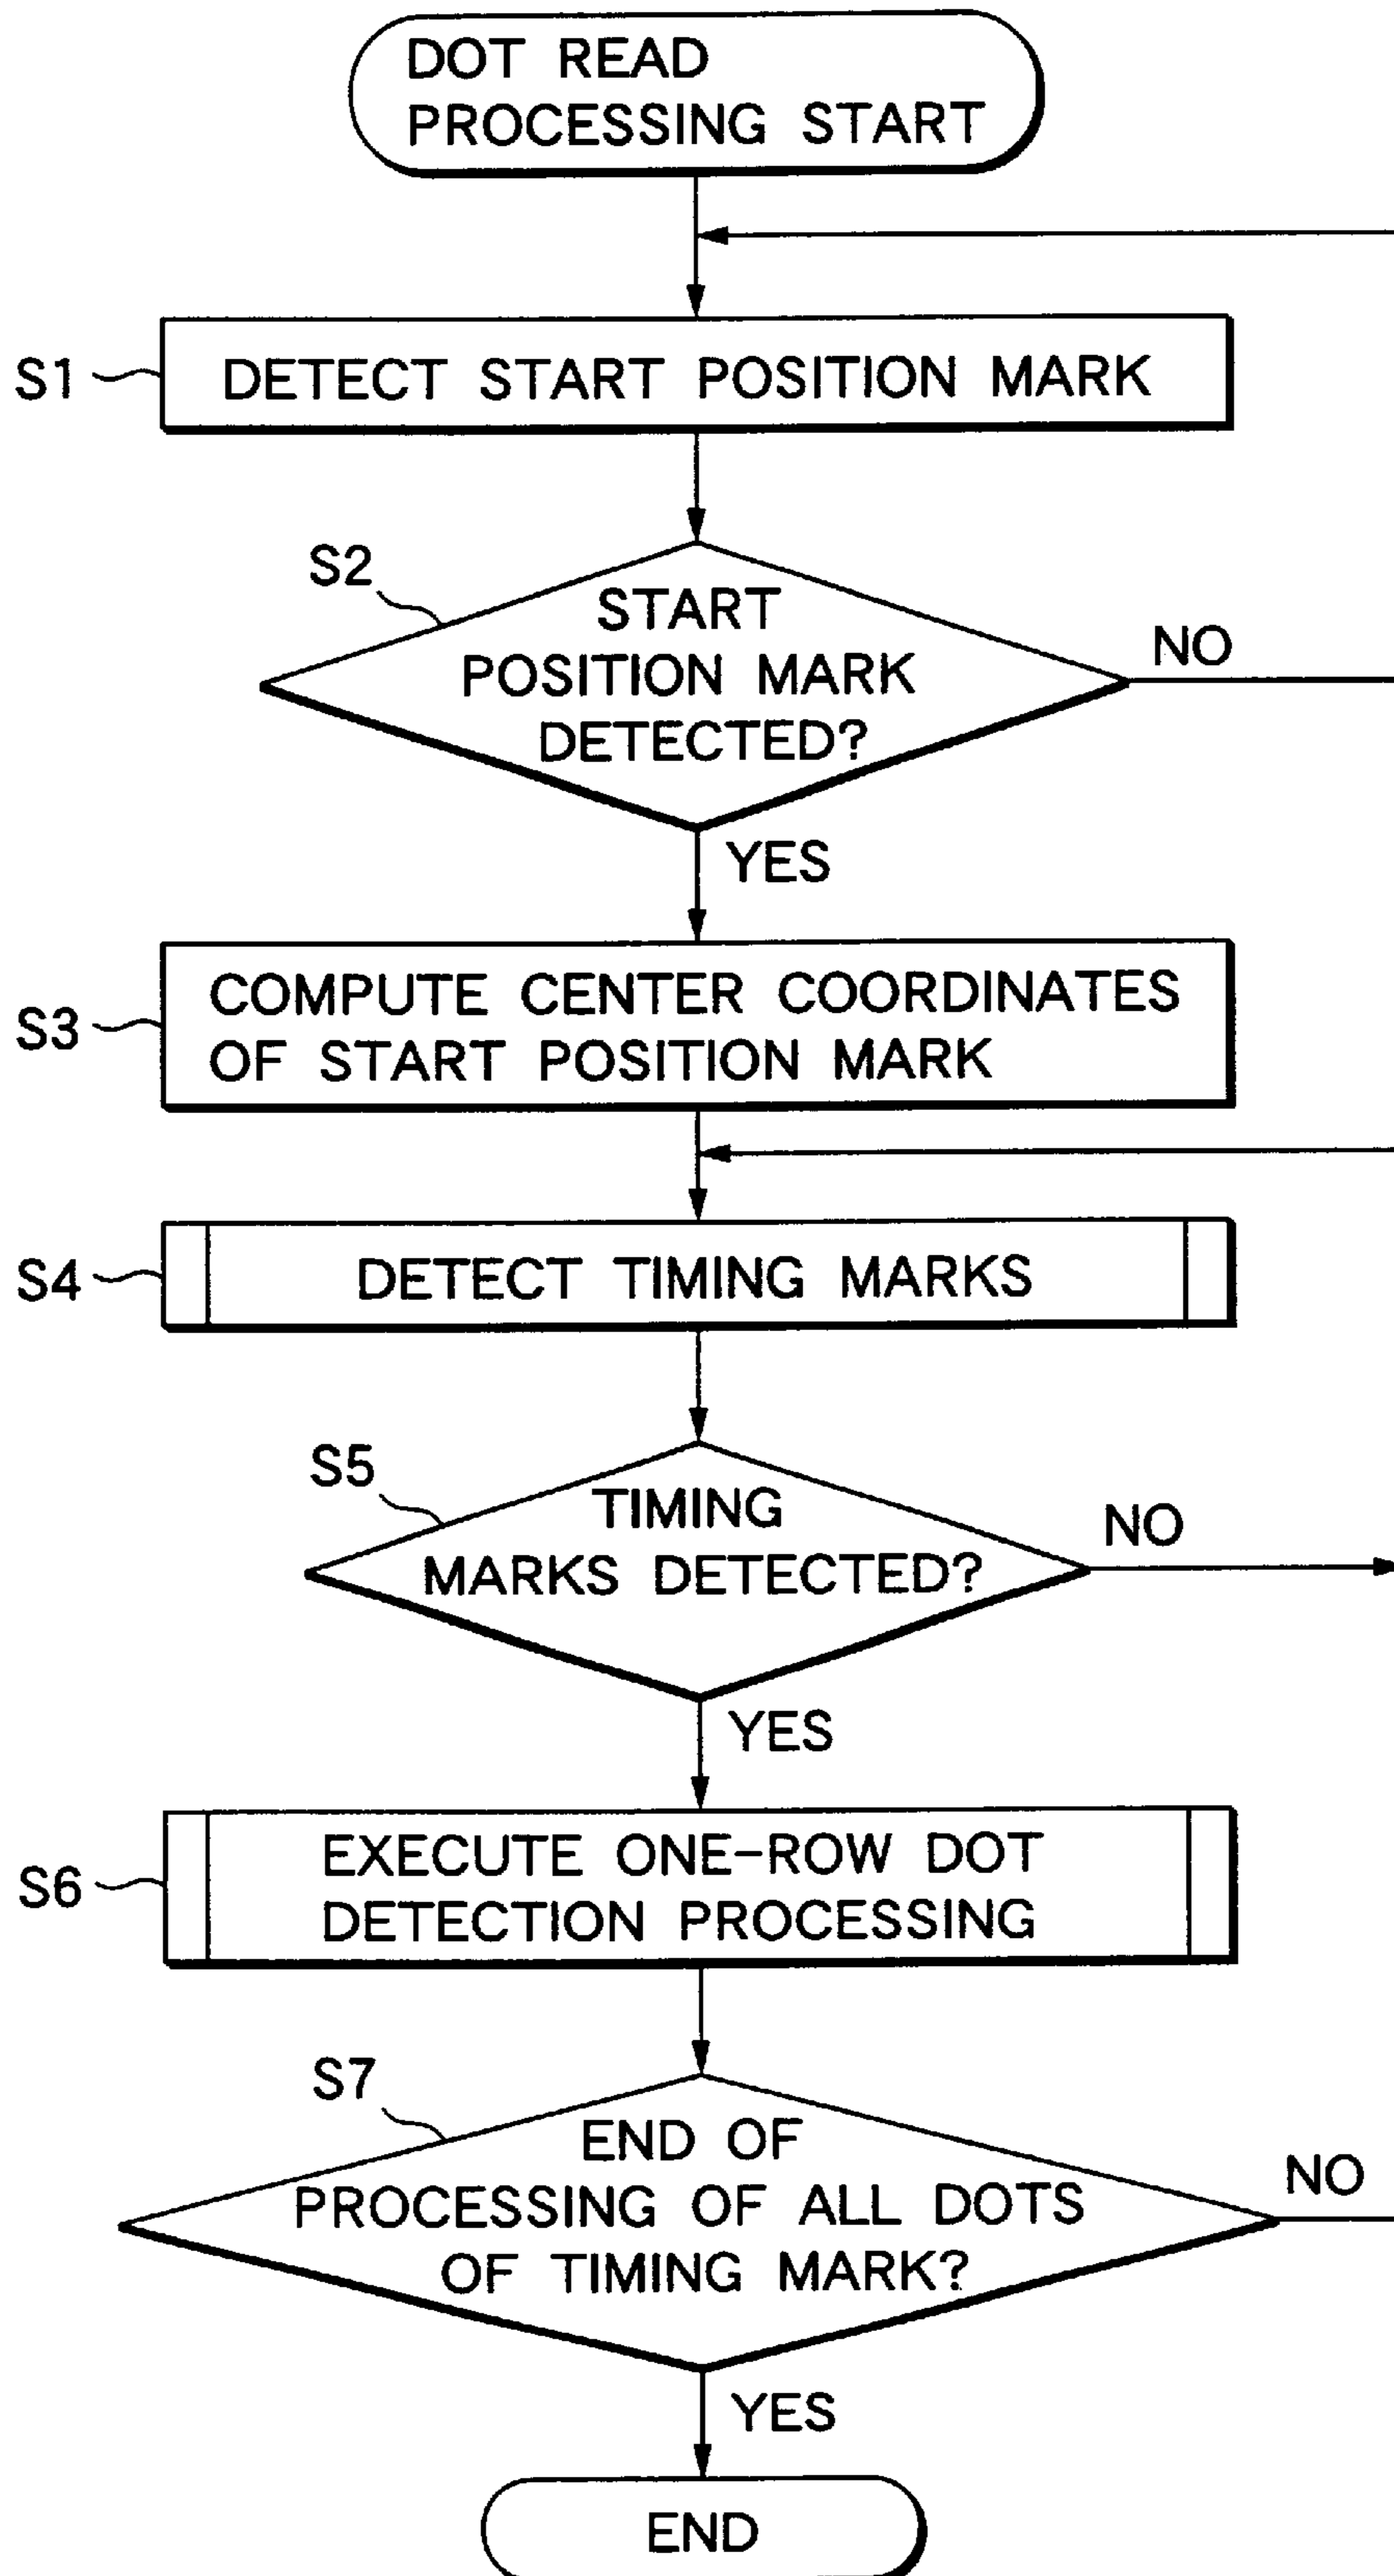 DOT READ
PROCESSING START
S1
DETECT START POSITION MARK
S2
START
POSITION MARK
DETECTED?
NO
YES
S3
COMPUTE CENTER COORDINATES
OF START POSITION MARK
S4
DETECT TIMING MARKS
S5
TIMING
MARKS DETECTED?
NO
YES
S6
EXECUTE ONE-ROW DOT
DETECTION PROCESSING
S7
END OF
PROCESSING OF ALL DOTS
OF TIMING MARK?
NO
YES
END